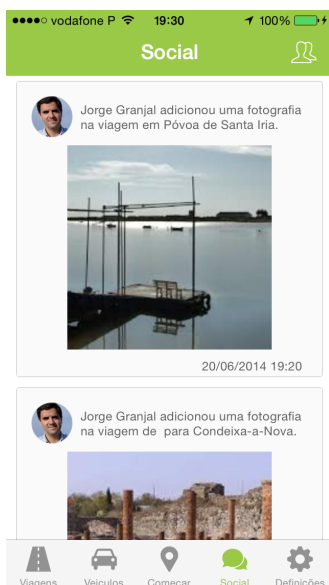 vodafone P 19:30 100%
Social
Jorge Granjal adicionou uma fotografia
na viagem em Póvoa de Santa Iria.
20/06/2014 19:20
Jorge Granjal adicionou uma fotografia
na viagem de para Condeixa-a-Nova.
Viagens Veiculos Começar Social Definições